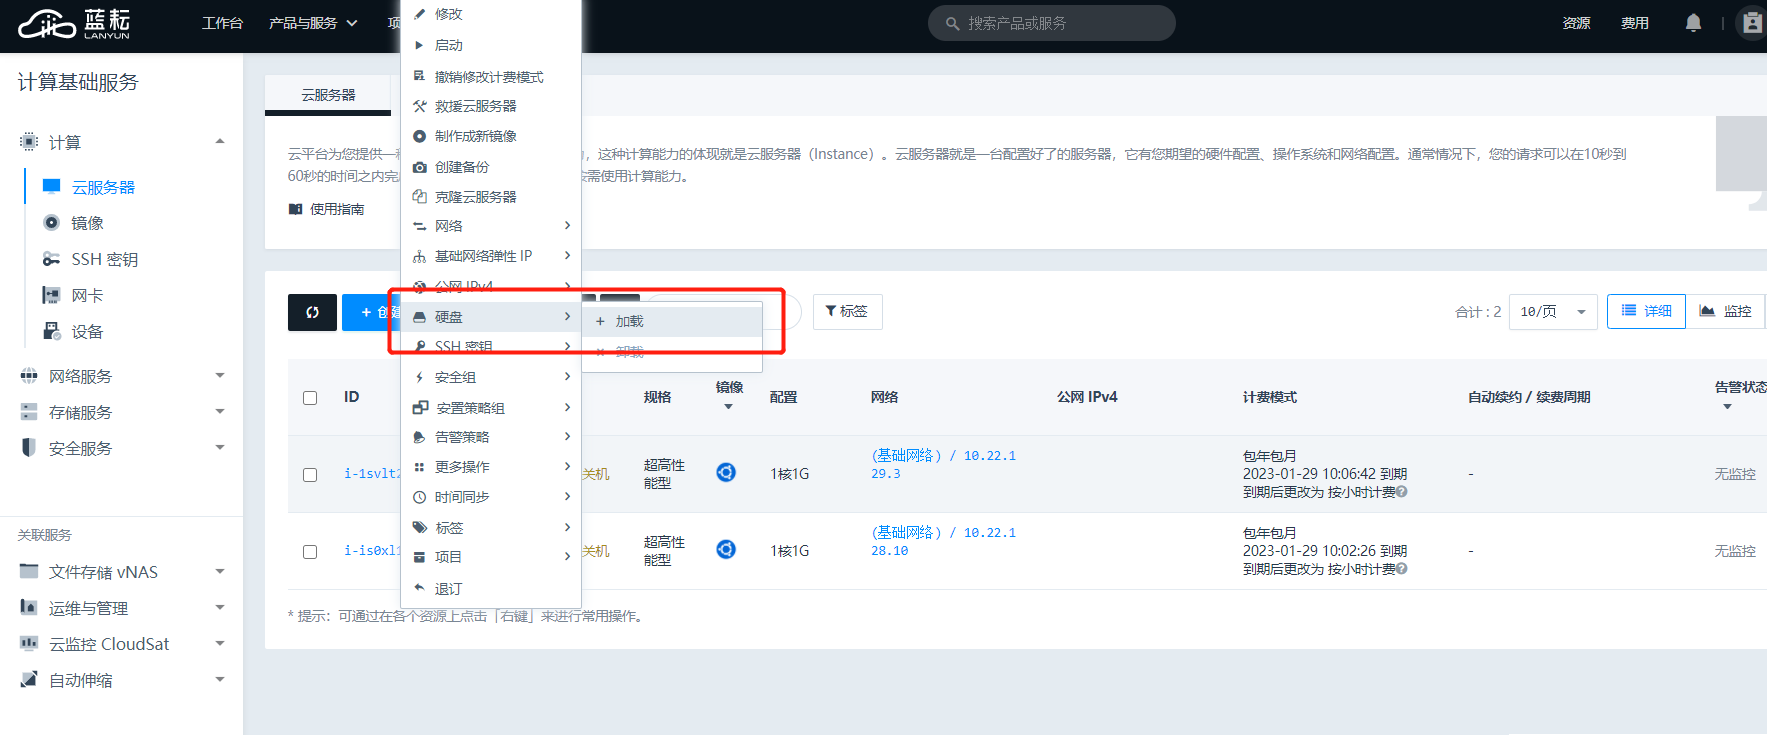 蓝耘
LANYUN
工作台
产品与服务
项
搜索产品或服务
资源
费用
计算基础服务
计算
云服务器
镜像
SSH 密钥
网卡
设备
网络服务
存储服务
安全服务
关联服务
文件存储 vNAS
运维与管理
云监控 CloudSat
自动伸缩
云服务器
云平台为您提供一
，这种计算能力的体现就是云服务器（Instance）。云服务器就是一台配置好了的服务器，它有您期望的硬件配置、操作系统和网络配置。通常情况下，您的请求可以在10秒到
60秒的时间之内完
按需使用计算能力。
使用指南
修改
启动
撤销修改计费模式
救援云服务器
制作成新镜像
创建备份
克隆云服务器
网络
基础网络弹性 IP
公网 IPv4
硬盘
SSH 密钥
安全组
安置策略组
告警策略
更多操作
时间同步
标签
项目
退订
+ 加载
× 卸载
+ 创建
标签
合计 : 2
10/页
详细
监控
ID
规格
镜像
配置
网络
公网 IPv4
计费模式
自动续约 / 续费周期
告警状态
i-1svlt2
关机
超高性
能型
1核1G
(基础网络) / 10.22.1
29.3
包年包月
2023-01-29 10:06:42 到期
到期后更改为 按小时计费
-
无监控
i-is0xl1
关机
超高性
能型
1核1G
(基础网络) / 10.22.1
28.10
包年包月
2023-01-29 10:02:26 到期
到期后更改为 按小时计费
-
无监控
* 提示：可通过在各个资源上点击「右键」来进行常用操作。